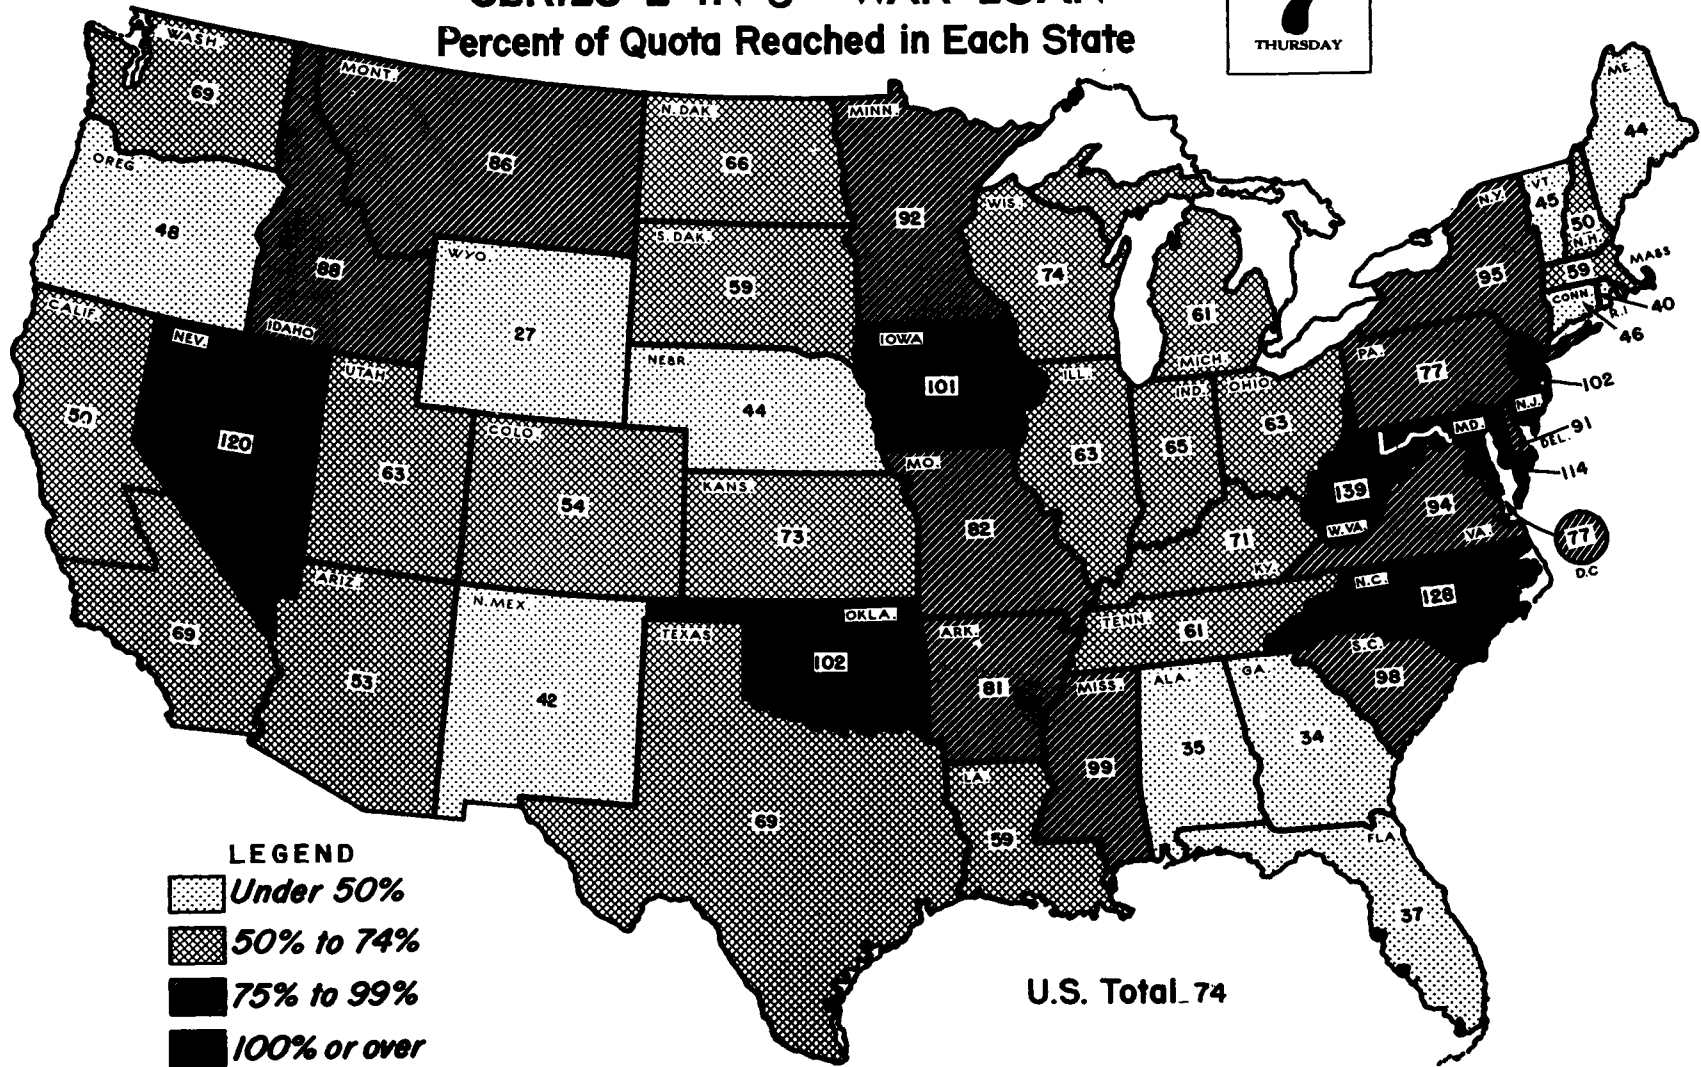 Percent of Quota Reached in Each State
7
THURSDAY
WASH.
69
MONT.
86
N. DAK.
66
MINN.
92
ME.
44
OREG
48
IDAHO
88
WYO.
27
S. DAK.
59
WIS.
74
MICH.
61
N.Y.
95
VT.
45
50
N.H.
MASS
59
CONN.
R.I.
40
46
CALIF.
50
69
NEV.
120
UTAH
63
COLO.
54
NEBR.
44
IOWA
101
ILL.
63
IND.
65
OHIO
63
PA.
77
102
N.J.
MD.
DEL.
91
114
139
W.VA.
94
VA.
77
D.C
KANS.
73
MO.
82
71
KY.
N.C.
128
ARIZ.
53
N. MEX.
42
TEXAS
69
OKLA.
102
ARK.
81
TENN.
61
S.C.
98
MISS.
99
ALA.
35
GA.
34
LA.
59
FLA.
37
LEGEND
Under 50%
50% to 74%
75% to 99%
100% or over
U.S. Total_74